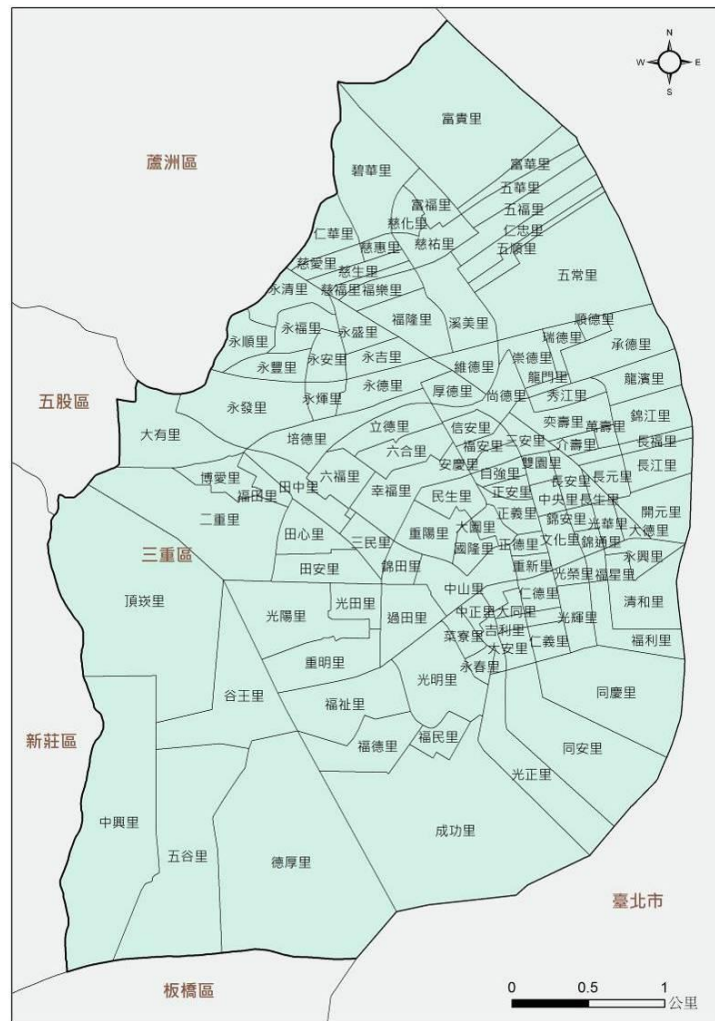 N
W E
S
富貴里
蘆洲區
碧華里
富華里
五華里
富福里
五福里
慈化里
仁忠里
仁華里
慈祐里
五順里
慈惠里
慈愛里
慈生里
五常里
永清里
慈福里
福樂里
福隆里
溪美里
順德里
永順里
永福里
永盛里
瑞德里
承德里
永豐里
永安里
永吉里
維德里
崇德里
龍門里
龍濱里
永德里
厚德里
尚德里
秀江里
五股區
永發里
永煇里
錦江里
大有里
培德里
立德里
信安里
奕壽里
萬壽里
六合里
福安里
三安里
介壽里
長福里
博愛里
田中里
六福里
安慶里
雙園里
長江里
福田里
幸福里
自強里
長安里
長元里
二重里
民生里
正安里
中央里
長生里
開元里
田心里
重陽里
大園里
正義里
錦安里
光華里
大德里
三重區
三民里
國隆里
正德里
文化里
錦通里
永興里
田安里
錦田里
重新里
光榮里
福星里
頂崁里
光陽里
光田里
過田里
中山里
仁德里
清和里
中正里
大同里
光輝里
重明里
菜寮里
吉利里
仁義里
福利里
大安里
永春里
谷王里
光明里
同慶里
福祉里
新莊區
福德里
福民里
同安里
光正里
中興里
五谷里
德厚里
成功里
臺北市
板橋區
0 0.5 1
公里